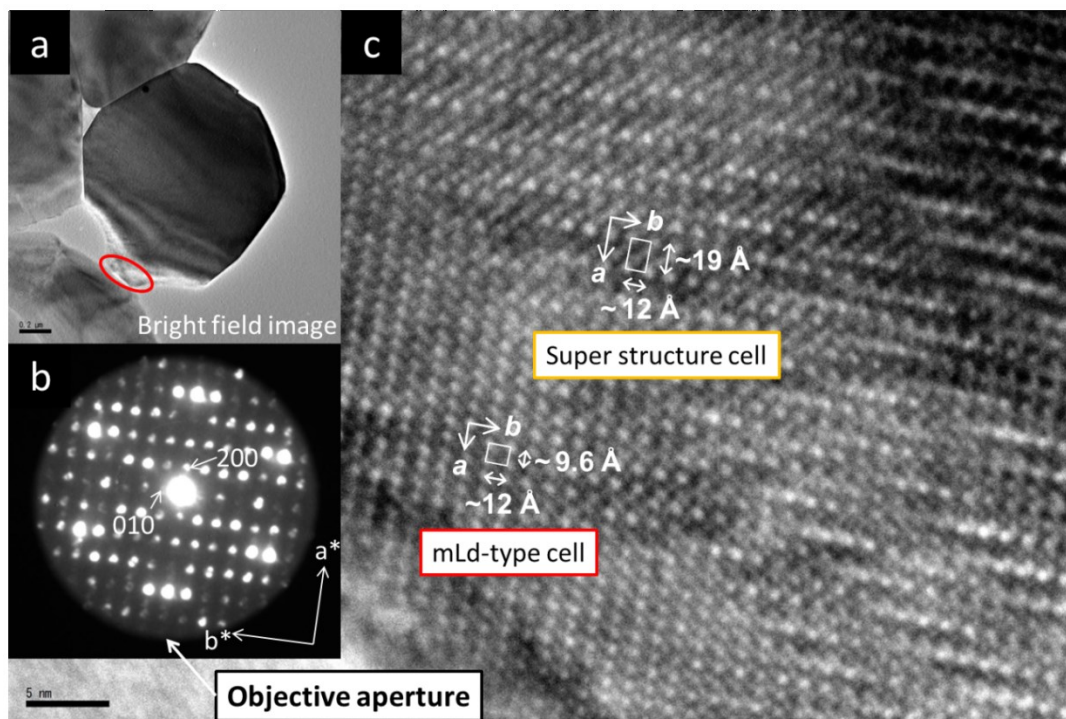 a
Bright field image
0.2 μm
b
200
010
a*
b*
Objective aperture
5 nm
c
b
a
~19 Å
~12 Å
Super structure cell
b
a
~9.6 Å
~12 Å
mLd-type cell